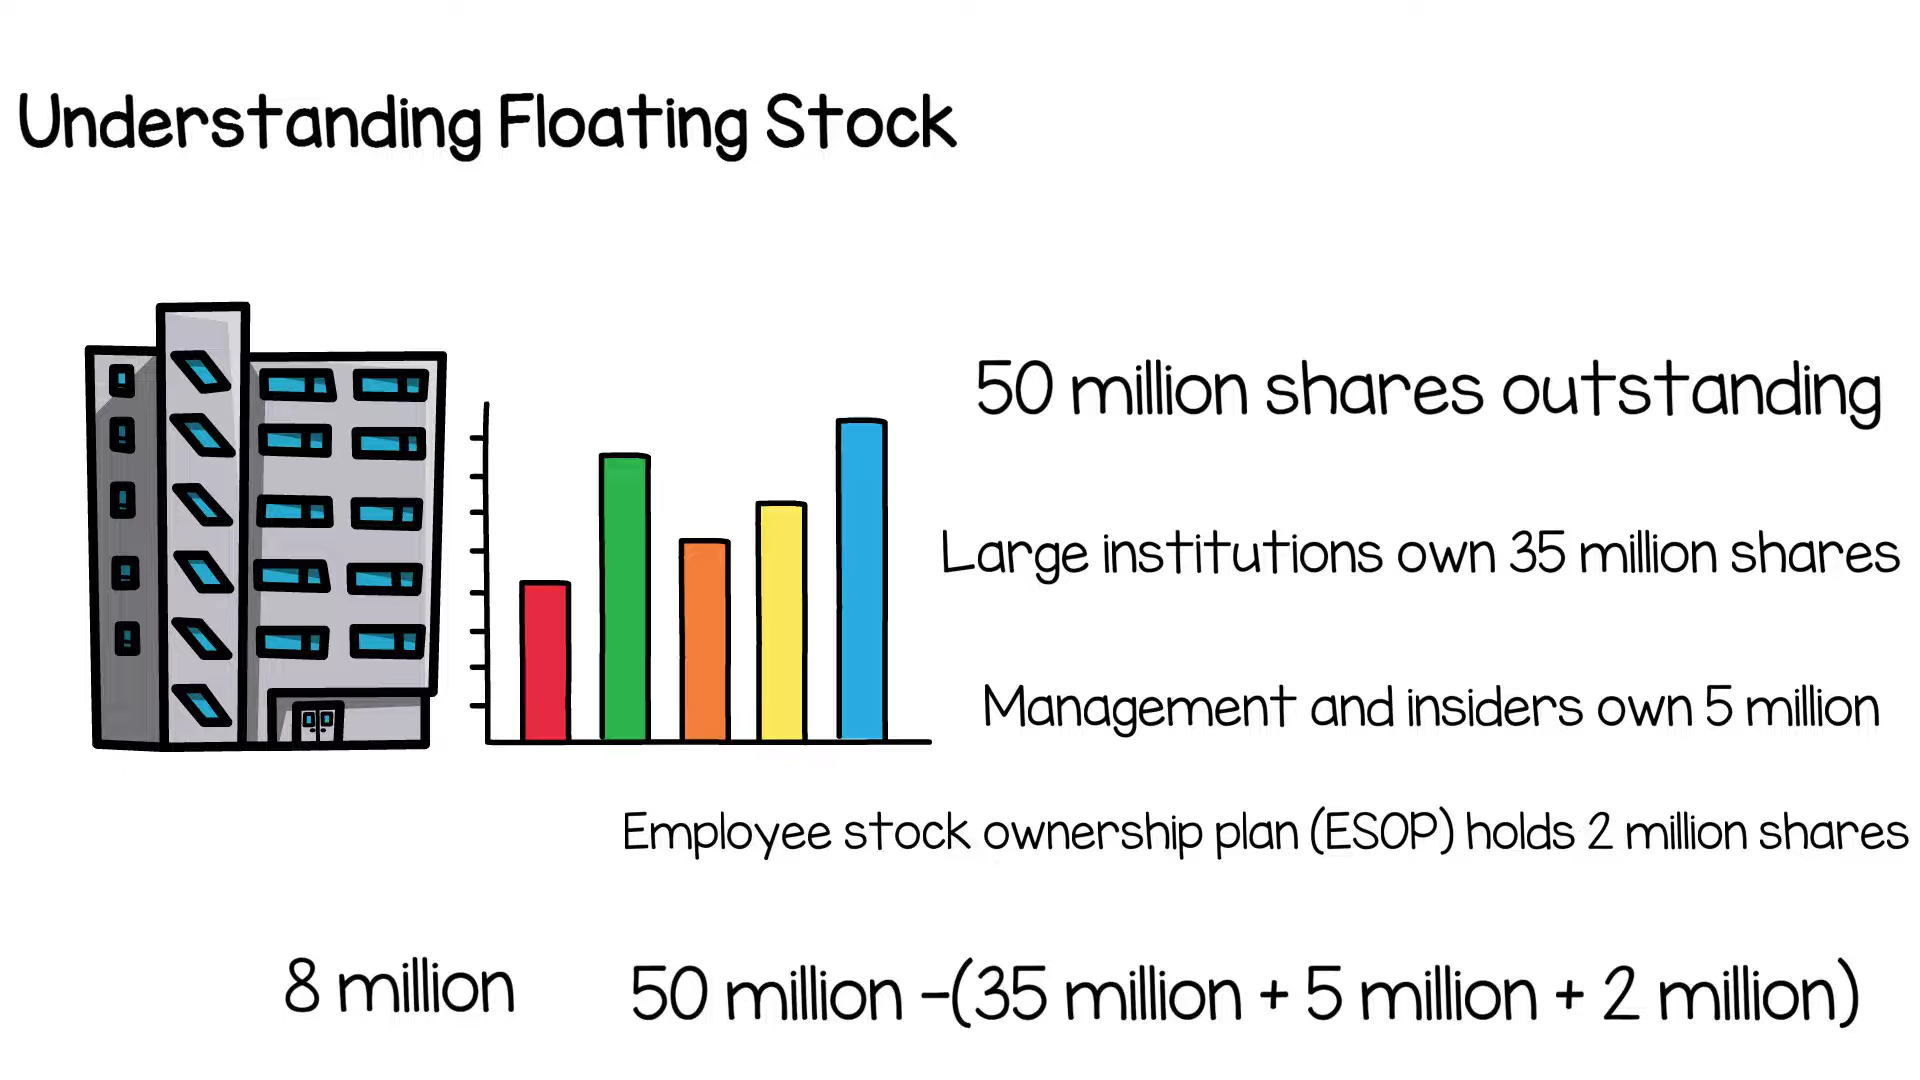 Understanding Floating Stock
50 million shares outstanding
Large institutions own 35 million shares
Management and insiders own 5 million
Employee stock ownership plan (ESOP) holds 2 million shares
8 million
50 million -(35 million + 5 million + 2 million)